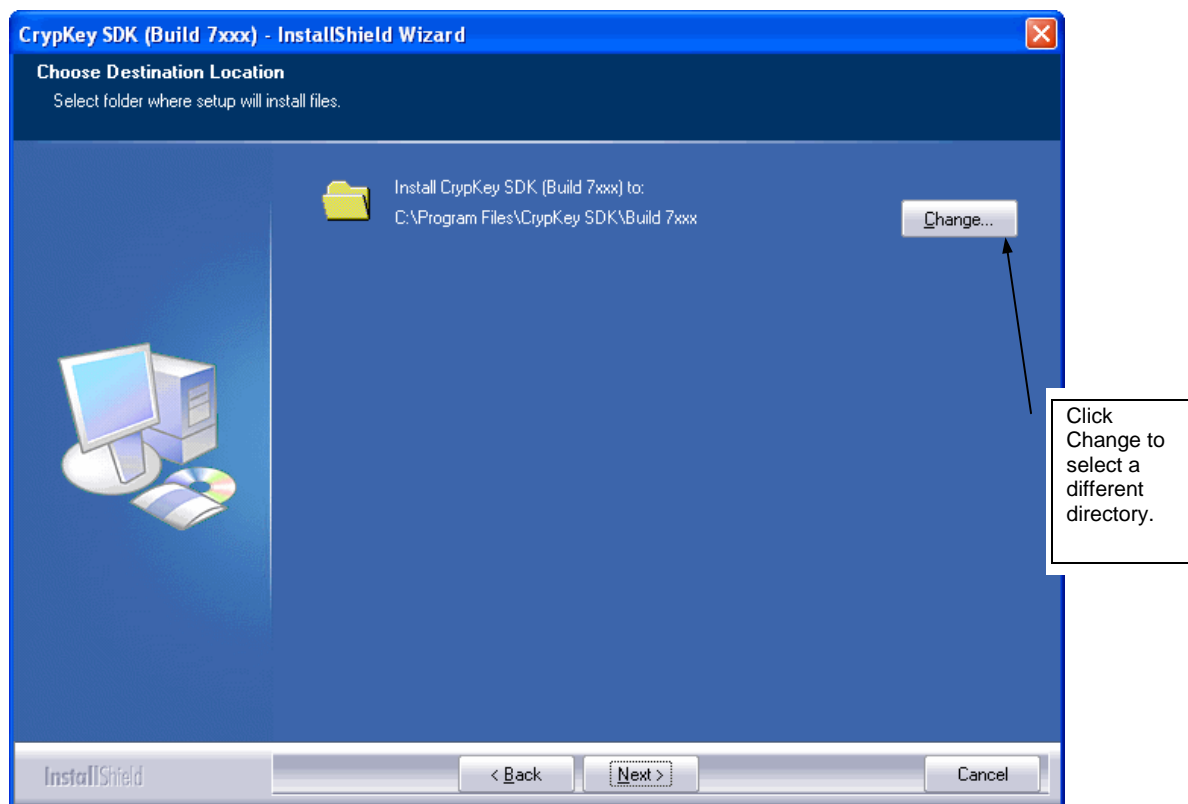 CrypKey SDK (Build 7xxx) - InstallShield Wizard
Choose Destination Location
Select folder where setup will install files.
Install CrypKey SDK (Build 7xxx) to:
C:\Program Files\CrypKey SDK\Build 7xxx
Change...
Click
Change to
select a
different
directory.
InstallShield
< Back
Next >
Cancel